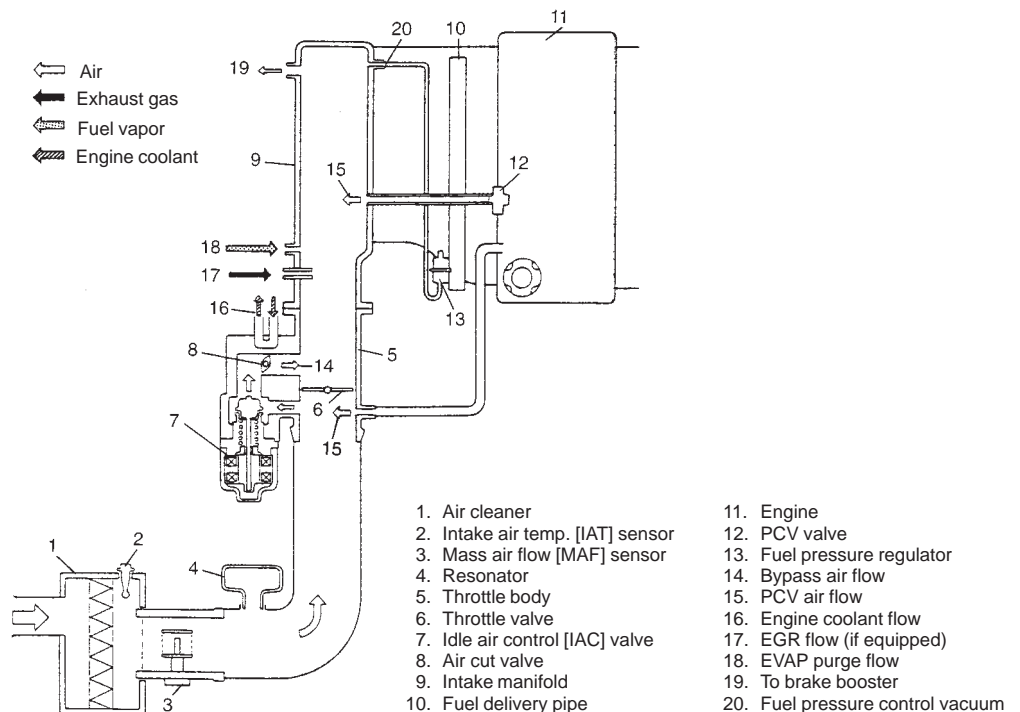 11
20
10
19
Air
Exhaust gas
Fuel vapor
Engine coolant
9
15
12
18
17
16
13
8
14
5
6
7
15
1
2
4
3
1. Air cleaner
2. Intake air temp. [IAT] sensor
3. Mass air flow [MAF] sensor
4. Resonator
5. Throttle body
6. Throttle valve
7. Idle air control [IAC] valve
8. Air cut valve
9. Intake manifold
10. Fuel delivery pipe
11. Engine
12. PCV valve
13. Fuel pressure regulator
14. Bypass air flow
15. PCV air flow
16. Engine coolant flow
17. EGR flow (if equipped)
18. EVAP purge flow
19. To brake booster
20. Fuel pressure control vacuum